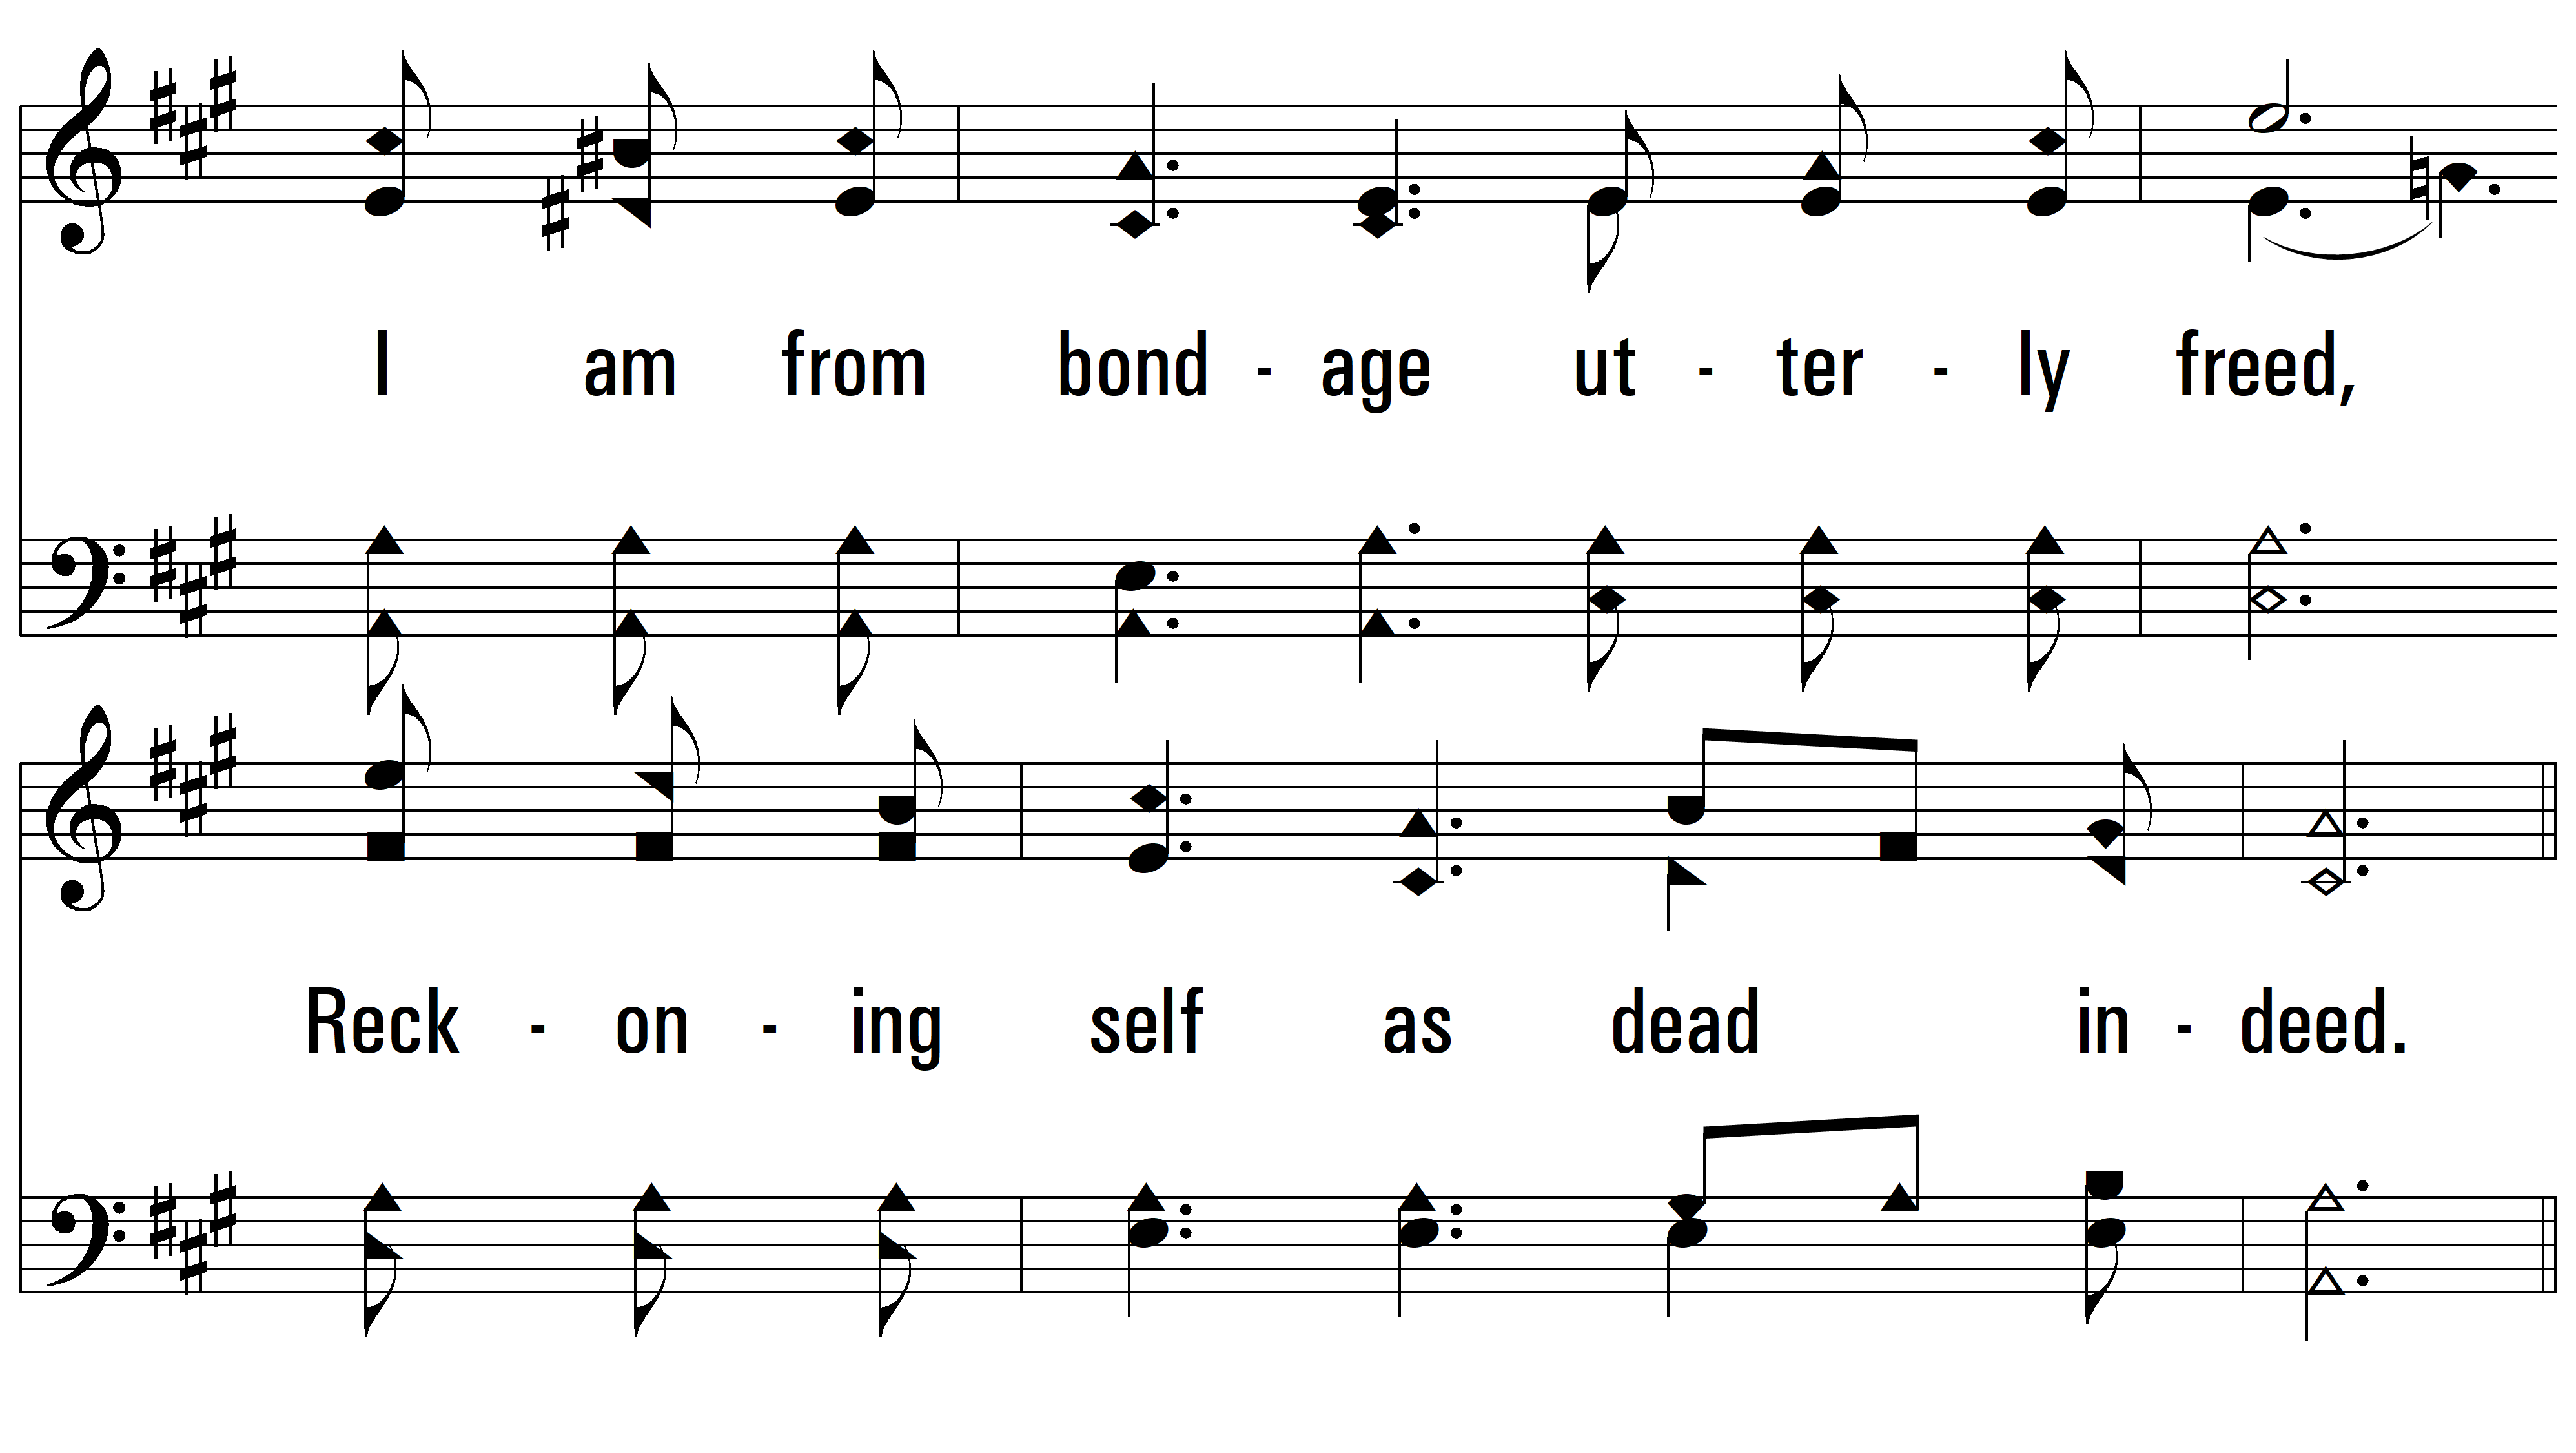 I am from bond - age ut - ter - ly freed,
Reck - on - ing self as dead in - deed.